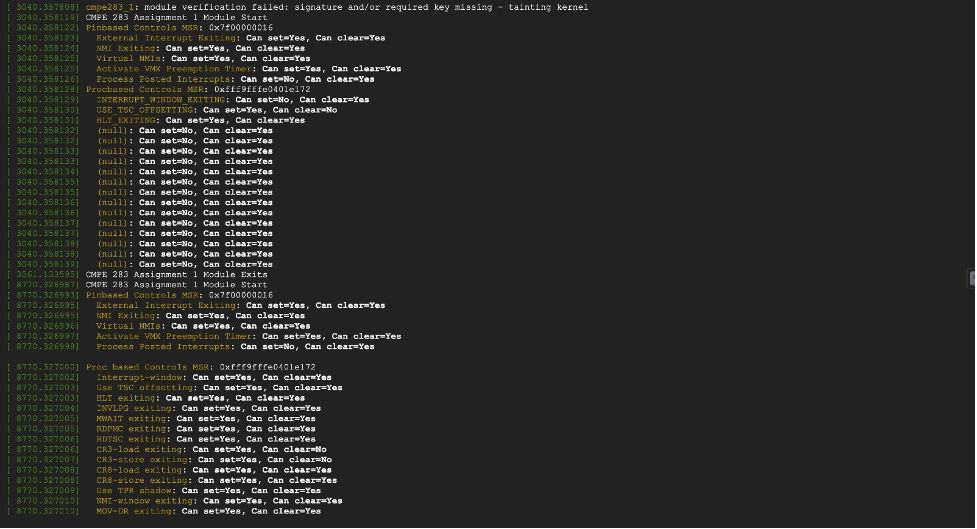 [ 3040.357808] cmpe283_1: module verification failed: signature and/or required key missing - tainting kernel
[ 3040.358119] CMPE 283 Assignment 1 Module Start
[ 3040.358122] Pinbased Controls MSR: 0x7f00000016
[ 3040.358123]   External Interrupt Exiting: Can set=Yes, Can clear=Yes
[ 3040.358124]   NMI Exiting: Can set=Yes, Can clear=Yes
[ 3040.358125]   Virtual NMIs: Can set=Yes, Can clear=Yes
[ 3040.358125]   Activate VMX Preemption Timer: Can set=Yes, Can clear=Yes
[ 3040.358126]   Process Posted Interrupts: Can set=No, Can clear=Yes
[ 3040.358128] Procbased Controls MSR: 0xfff9fffe0401e172
[ 3040.358129]   INTERRUPT_WINDOW_EXITING: Can set=No, Can clear=Yes
[ 3040.358130]   USE_TSC_OFFSETTING: Can set=Yes, Can clear=No
[ 3040.358131]   HLT_EXITING: Can set=Yes, Can clear=Yes
[ 3040.358132]   (null): Can set=No, Can clear=Yes
[ 3040.358132]   (null): Can set=No, Can clear=Yes
[ 3040.358133]   (null): Can set=No, Can clear=Yes
[ 3040.358133]   (null): Can set=No, Can clear=Yes
[ 3040.358134]   (null): Can set=No, Can clear=Yes
[ 3040.358135]   (null): Can set=No, Can clear=Yes
[ 3040.358135]   (null): Can set=No, Can clear=Yes
[ 3040.358136]   (null): Can set=No, Can clear=Yes
[ 3040.358136]   (null): Can set=No, Can clear=Yes
[ 3040.358137]   (null): Can set=No, Can clear=Yes
[ 3040.358137]   (null): Can set=No, Can clear=Yes
[ 3040.358138]   (null): Can set=No, Can clear=Yes
[ 3040.358138]   (null): Can set=No, Can clear=Yes
[ 3040.358139]   (null): Can set=No, Can clear=Yes
[ 3561.133595] CMPE 283 Assignment 1 Module Exits
[ 8770.326987] CMPE 283 Assignment 1 Module Start
[ 8770.326993] Pinbased Controls MSR: 0x7f00000016
[ 8770.326995]   External Interrupt Exiting: Can set=Yes, Can clear=Yes
[ 8770.326995]   NMI Exiting: Can set=Yes, Can clear=Yes
[ 8770.326996]   Virtual NMIs: Can set=Yes, Can clear=Yes
[ 8770.326997]   Activate VMX Preemption Timer: Can set=Yes, Can clear=Yes
[ 8770.326998]   Process Posted Interrupts: Can set=No, Can clear=Yes
[ 8770.327000] Proc based Controls MSR: 0xfff9fffe0401e172
[ 8770.327002]   Interrupt-window: Can set=Yes, Can clear=Yes
[ 8770.327003]   Use TSC offsetting: Can set=Yes, Can clear=Yes
[ 8770.327003]   HLT exiting: Can set=Yes, Can clear=Yes
[ 8770.327004]   INVLPG exiting: Can set=Yes, Can clear=Yes
[ 8770.327005]   MWAIT exiting: Can set=Yes, Can clear=Yes
[ 8770.327005]   RDPMC exiting: Can set=Yes, Can clear=Yes
[ 8770.327006]   RDTSC exiting: Can set=Yes, Can clear=Yes
[ 8770.327006]   CR3-load exiting: Can set=Yes, Can clear=No
[ 8770.327007]   CR3-store exiting: Can set=Yes, Can clear=No
[ 8770.327008]   CR8-load exiting: Can set=Yes, Can clear=Yes
[ 8770.327008]   CR8-store exiting: Can set=Yes, Can clear=Yes
[ 8770.327009]   Use TPR shadow: Can set=Yes, Can clear=Yes
[ 8770.327010]   NMI-window exiting: Can set=Yes, Can clear=Yes
[ 8770.327010]   MOV-DR exiting: Can set=Yes, Can clear=Yes